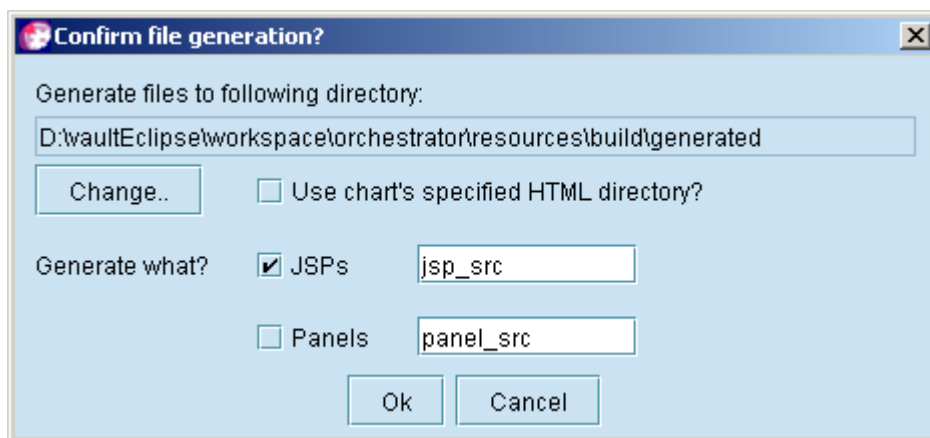 Confirm file generation?
Generate files to following directory:
D:\vaultEclipse\workspace\orchestrator\resources\build\generated
Change.. Use chart's specified HTML directory?
Generate what? JSPs jsp_src
Panels panel_src
Ok Cancel